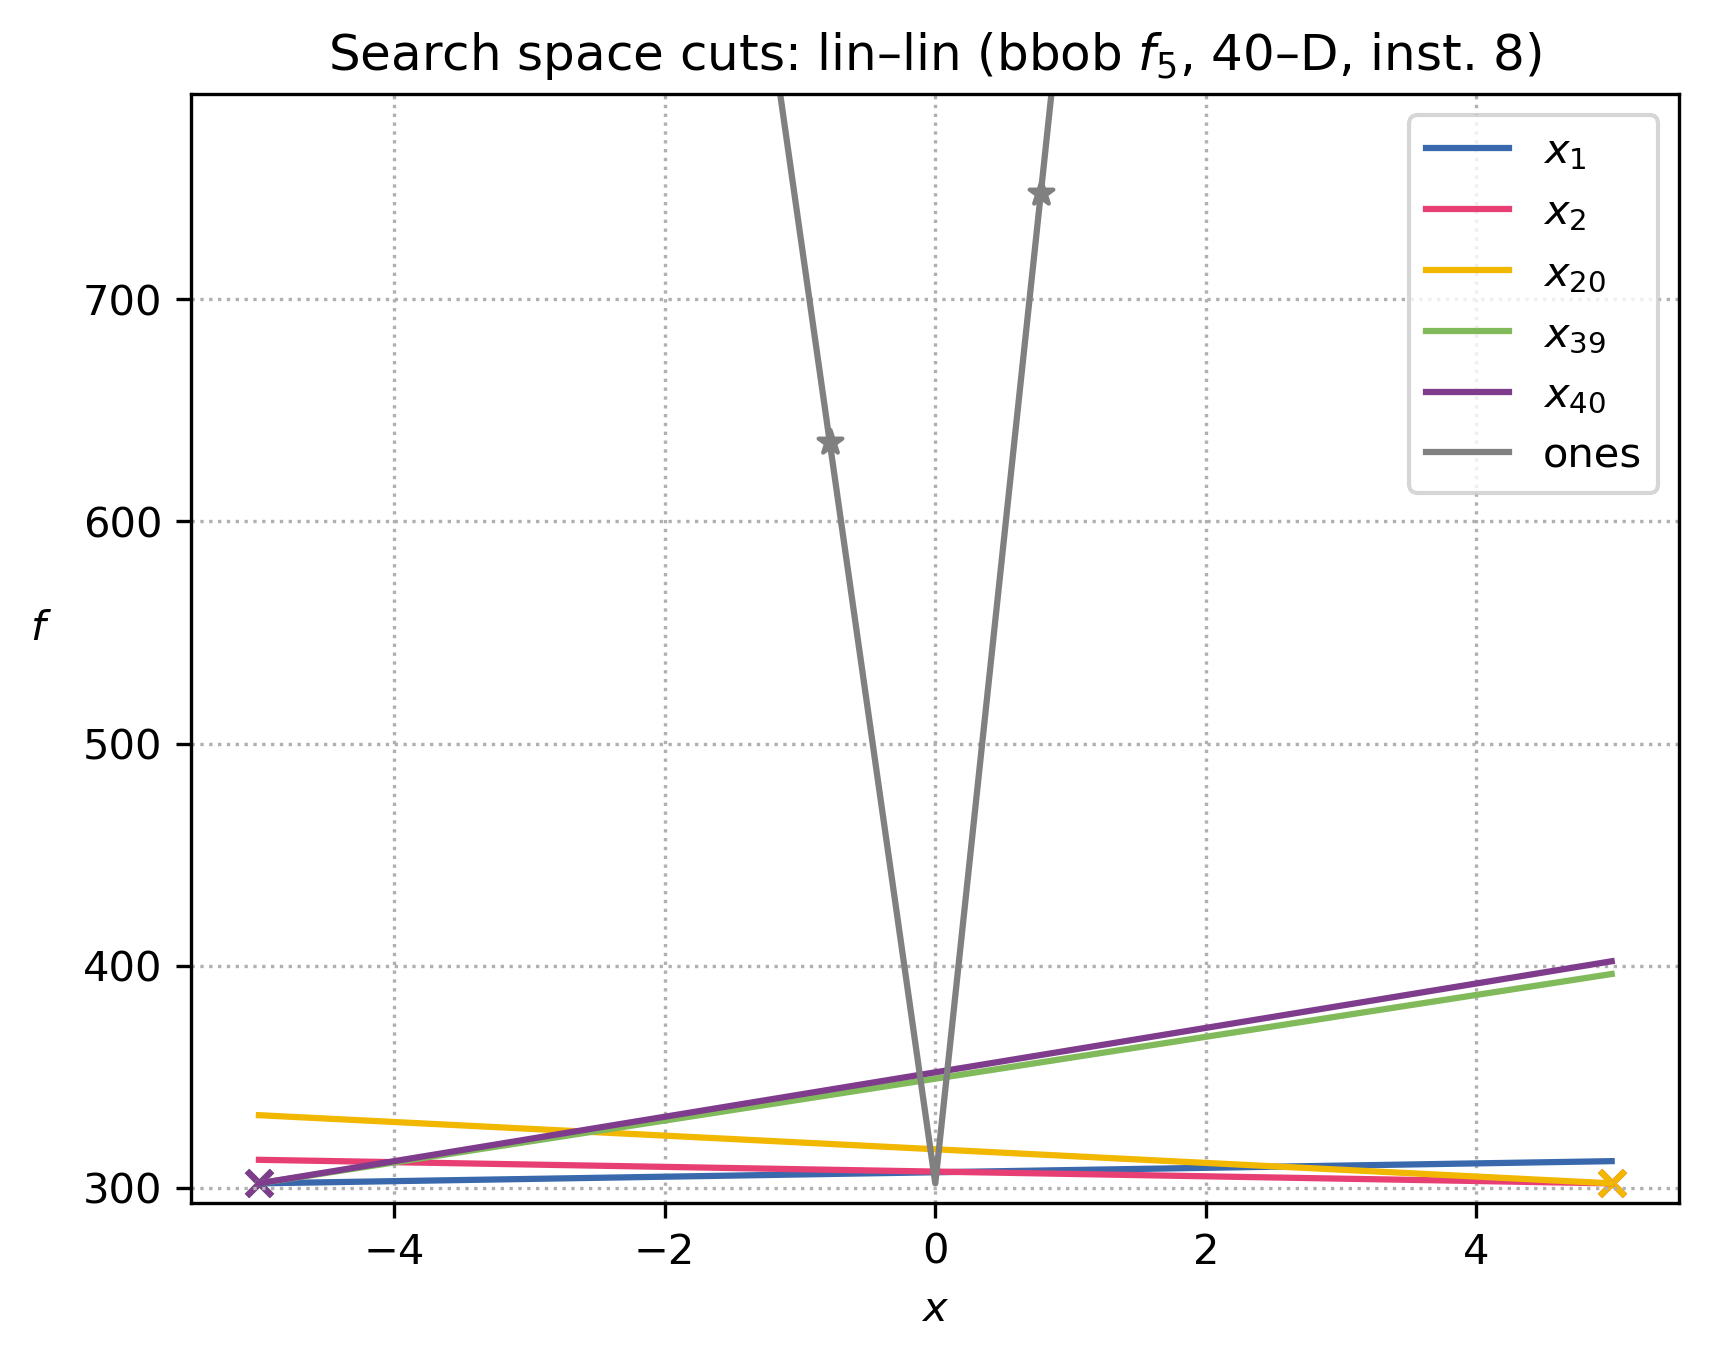 Search space cuts: lin–lin (bbob f₅, 40–D, inst. 8)
x₁
x₂
x₂₀
x₃₉
x₄₀
ones
700
600
500
400
300
f
−4
−2
0
2
4
x